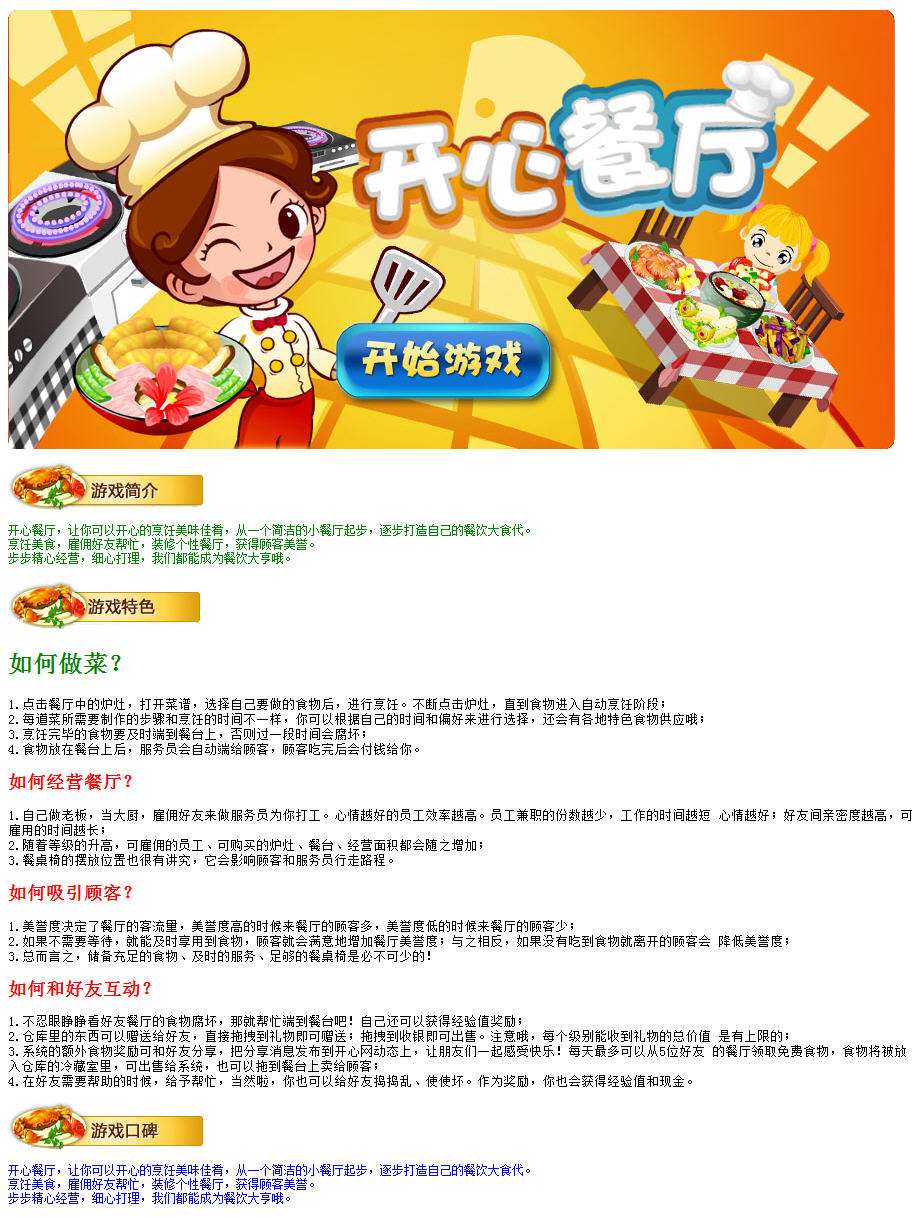 开心餐厅
开始游戏
游戏简介
开心餐厅，让你可以开心的烹饪美味佳肴，从一个简洁的小餐厅起步，逐步打造自己的餐饮大食代。
烹饪美食，雇佣好友帮忙，装修个性餐厅，获得顾客美誉。
步步精心经营，细心打理，我们都能成为餐饮大亨哦。
游戏特色
如何做菜？
1.点击餐厅中的炉灶，打开菜谱，选择自己要做的食物后，进行烹饪。不断点击炉灶，直到食物进入自动烹饪阶段；
2.每道菜所需要制作的步骤和烹饪的时间不一样，你可以根据自己的时间和偏好来进行选择，还会有各地特色食物供应哦；
3.烹饪完毕的食物要及时端到餐台上，否则过一段时间会腐坏；
4.食物放在餐台上后，服务员会自动端给顾客，顾客吃完后会付钱给你。
如何经营餐厅？
1.自己做老板，当大厨，雇佣好友来做服务员为你打工。心情越好的员工效率越高。员工兼职的份数越少，工作的时间越短 心情越好；好友间亲密度越高，可
雇用的时间越长；
2.随着等级的升高，可雇佣的员工、可购买的炉灶、餐台、经营面积都会随之增加；
3.餐桌椅的摆放位置也很有讲究，它会影响顾客和服务员行走路程。
如何吸引顾客？
1.美誉度决定了餐厅的客流量，美誉度高的时候来餐厅的顾客多，美誉度低的时候来餐厅的顾客少；
2.如果不需要等待，就能及时享用到食物，顾客就会满意地增加餐厅美誉度；与之相反，如果没有吃到食物就离开的顾客会 降低美誉度；
3.总而言之，储备充足的食物、及时的服务、足够的餐桌椅是必不可少的！
如何和好友互动？
1.不忍眼睁睁看好友餐厅的食物腐坏，那就帮忙端到餐台吧！自己还可以获得经验值奖励；
2.仓库里的东西可以赠送给好友，直接拖拽到礼物即可赠送；拖拽到收银即可出售。注意哦，每个级别能收到礼物的总价值 是有上限的；
3.系统的额外食物奖励可和好友分享，把分享消息发布到开心网动态上，让朋友们一起感受快乐！每天最多可以从5位好友 的餐厅领取免费食物，食物将被放
入仓库的冷藏室里，可出售给系统，也可以拖到餐台上卖给顾客；
4.在好友需要帮助的时候，给予帮忙，当然啦，你也可以给好友捣捣乱、使使坏。作为奖励，你也会获得经验值和现金。
游戏口碑
开心餐厅，让你可以开心的烹饪美味佳肴，从一个简洁的小餐厅起步，逐步打造自己的餐饮大食代。
烹饪美食，雇佣好友帮忙，装修个性餐厅，获得顾客美誉。
步步精心经营，细心打理，我们都能成为餐饮大亨哦。